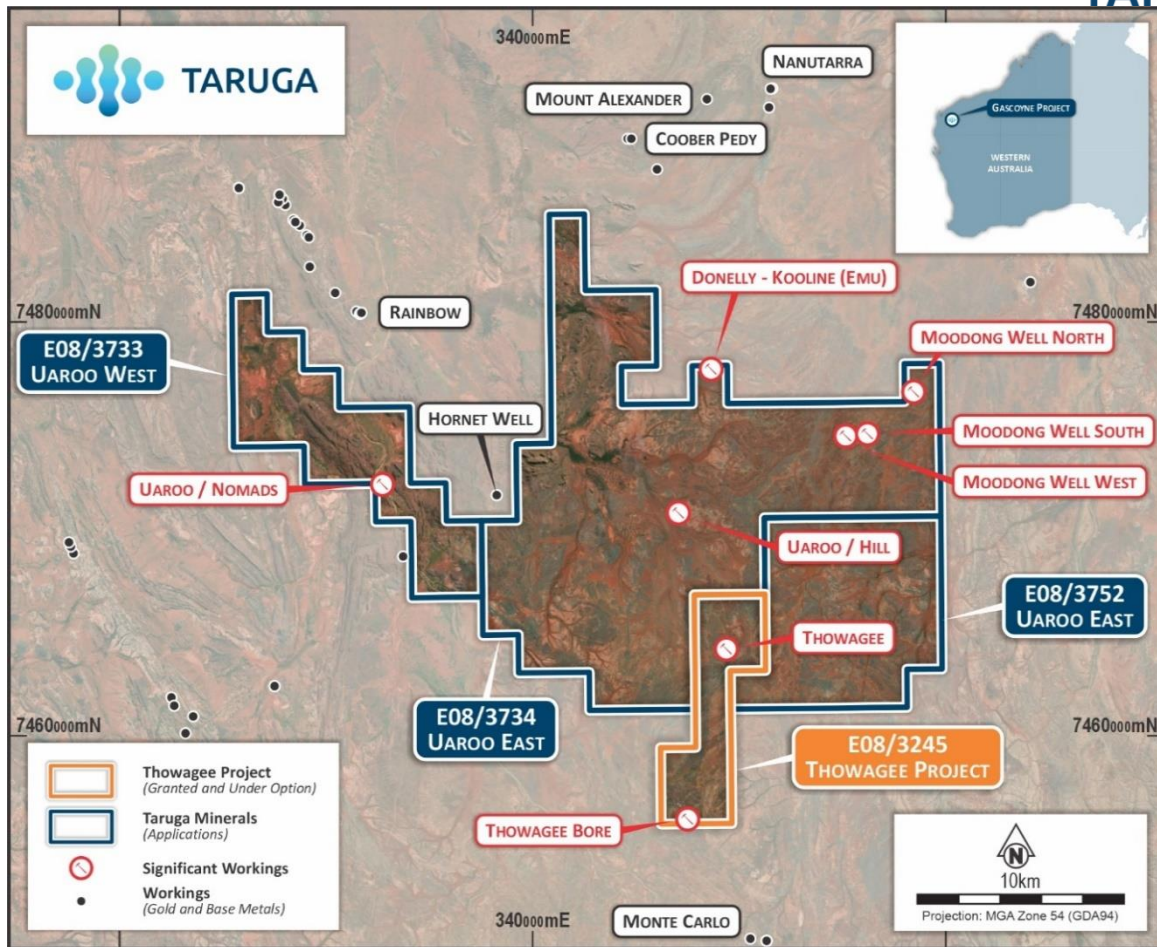 TARUGA
340000mE
NANUTARRA
MOUNT ALEXANDER
COOBER PEDY
GASCOYNE PROJECT
WESTERN
AUSTRALIA
DONELLY - KOOLINE (EMU)
7480000mN
7480000mN
RAINBOW
E08/3733
UAROO WEST
MOODONG WELL NORTH
HORNET WELL
MOODONG WELL SOUTH
MOODONG WELL WEST
UAROO / NOMADS
UAROO / HILL
E08/3752
UAROO EAST
THOWAGEE
E08/3734
UAROO EAST
7460000mN
7460000mN
E08/3245
THOWAGEE PROJECT
THOWAGEE BORE
Thowagee Project
(Granted and Under Option)
Taruga Minerals
(Applications)
Significant Workings
Workings
(Gold and Base Metals)
340000mE
MONTE CARLO
N
10km
Projection: MGA Zone 54 (GDA94)